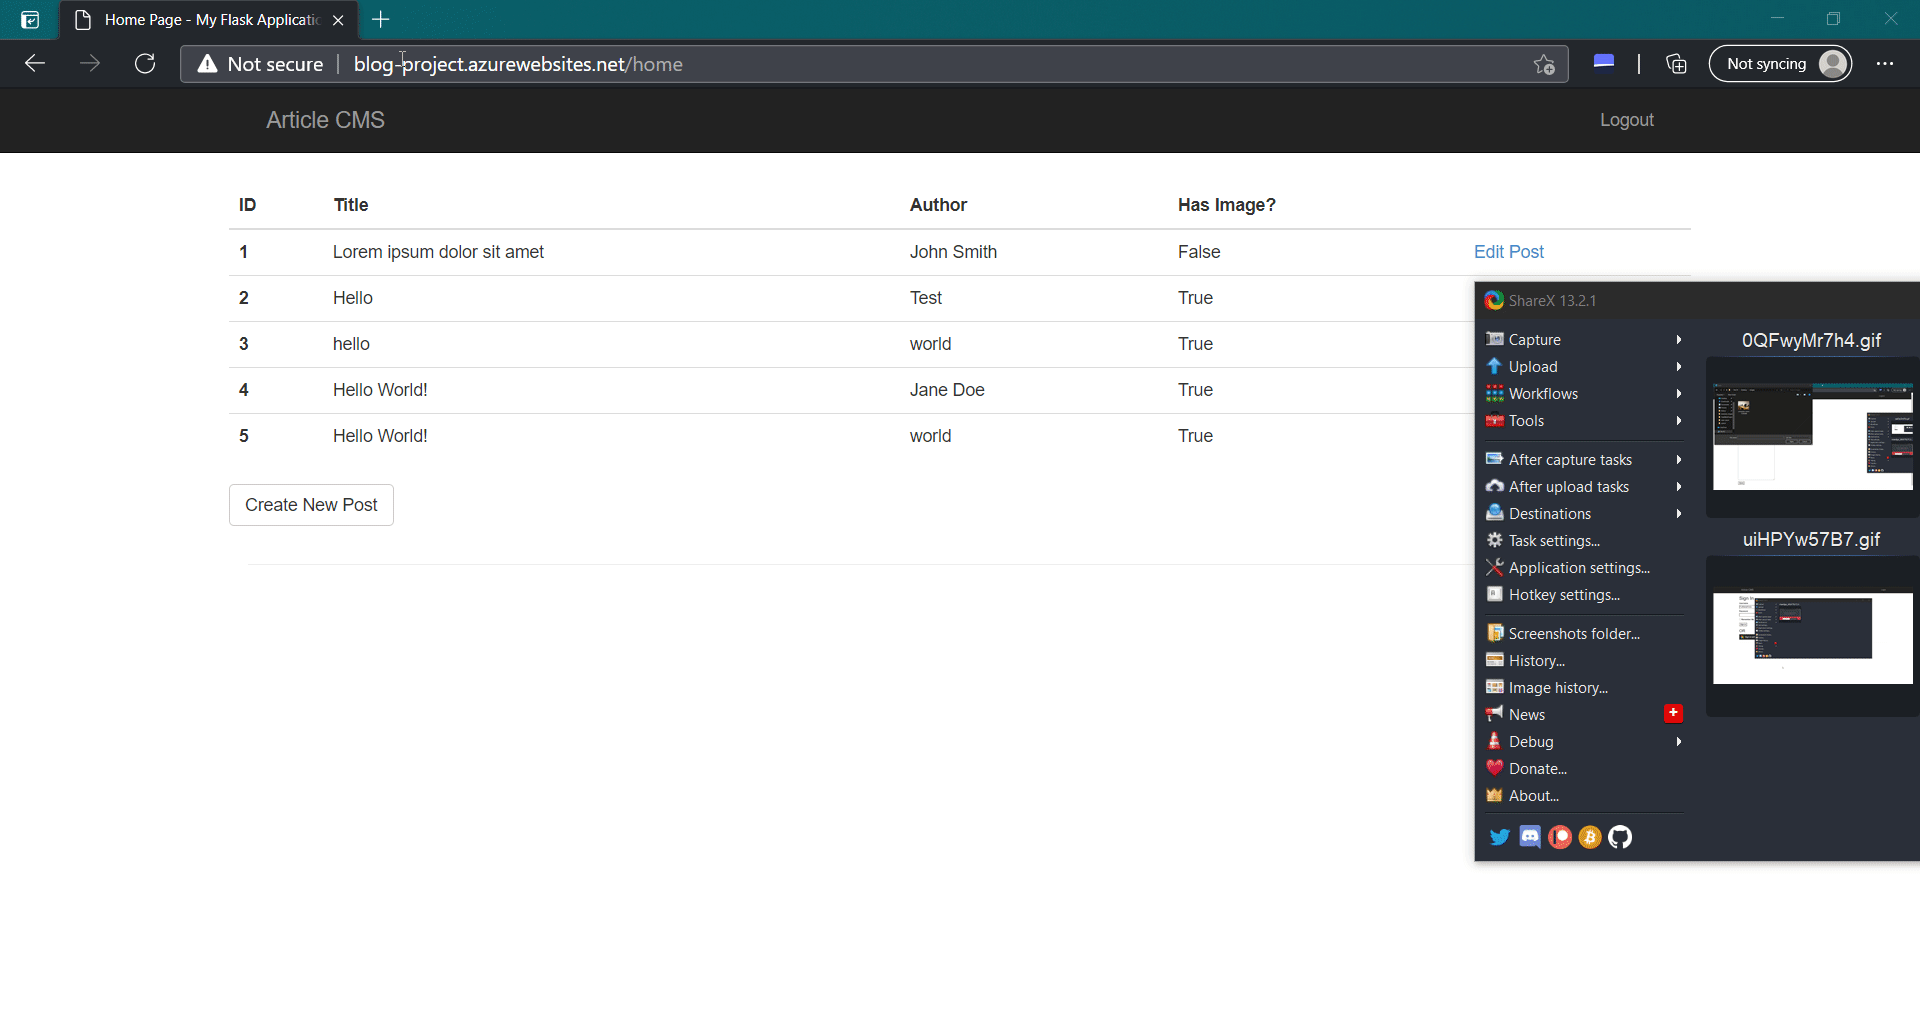 Home Page - My Flask Applicatic
Not secure blog-project.azurewebsites.net/home
Not syncing
Article CMS Logout
ID Title Author Has Image?
1 Lorem ipsum dolor sit amet John Smith False Edit Post
2 Hello Test True
3 hello world True
4 Hello World! Jane Doe True
5 Hello World! world True
Create New Post
ShareX 13.2.1
Capture
Upload
Workflows
Tools
After capture tasks
After upload tasks
Destinations
Task settings...
Application settings...
Hotkey settings...
Screenshots folder...
History...
Image history...
News
Debug
Donate...
About...
0QFwyMr7h4.gif
uiHPYw57B7.gif